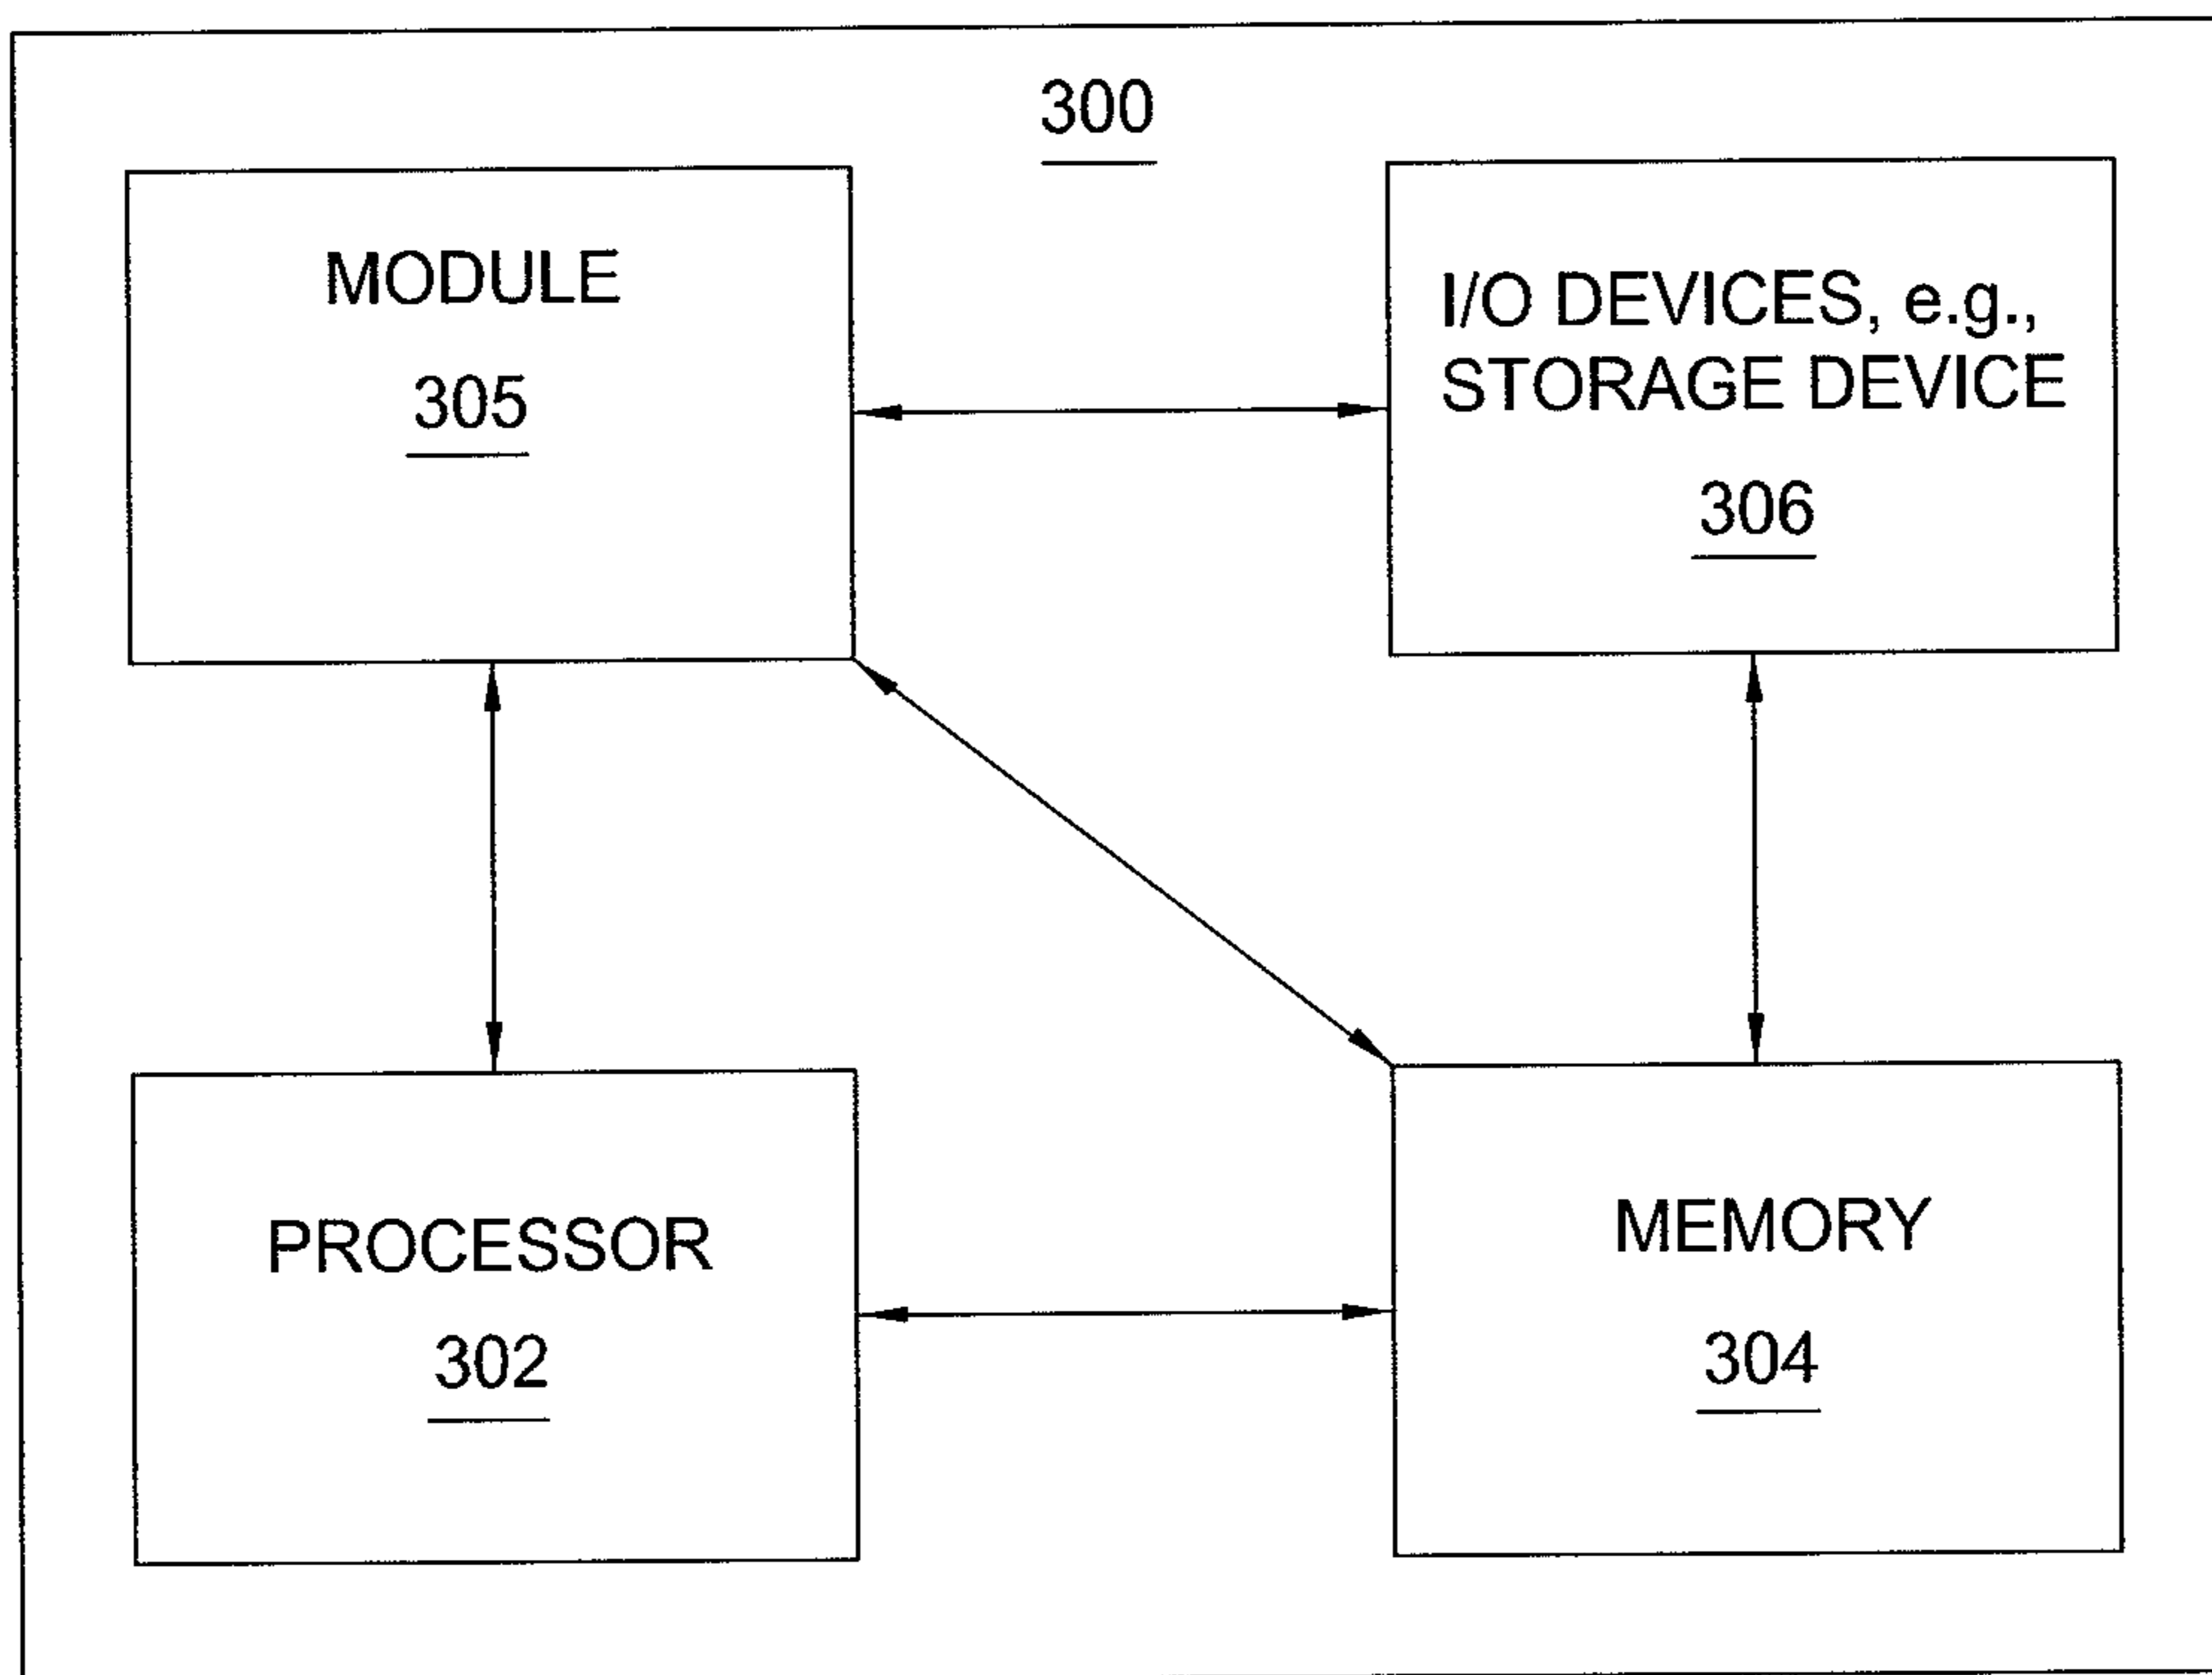 300
MODULE
305
I/O DEVICES, e.g.,
STORAGE DEVICE
306
PROCESSOR
302
MEMORY
304